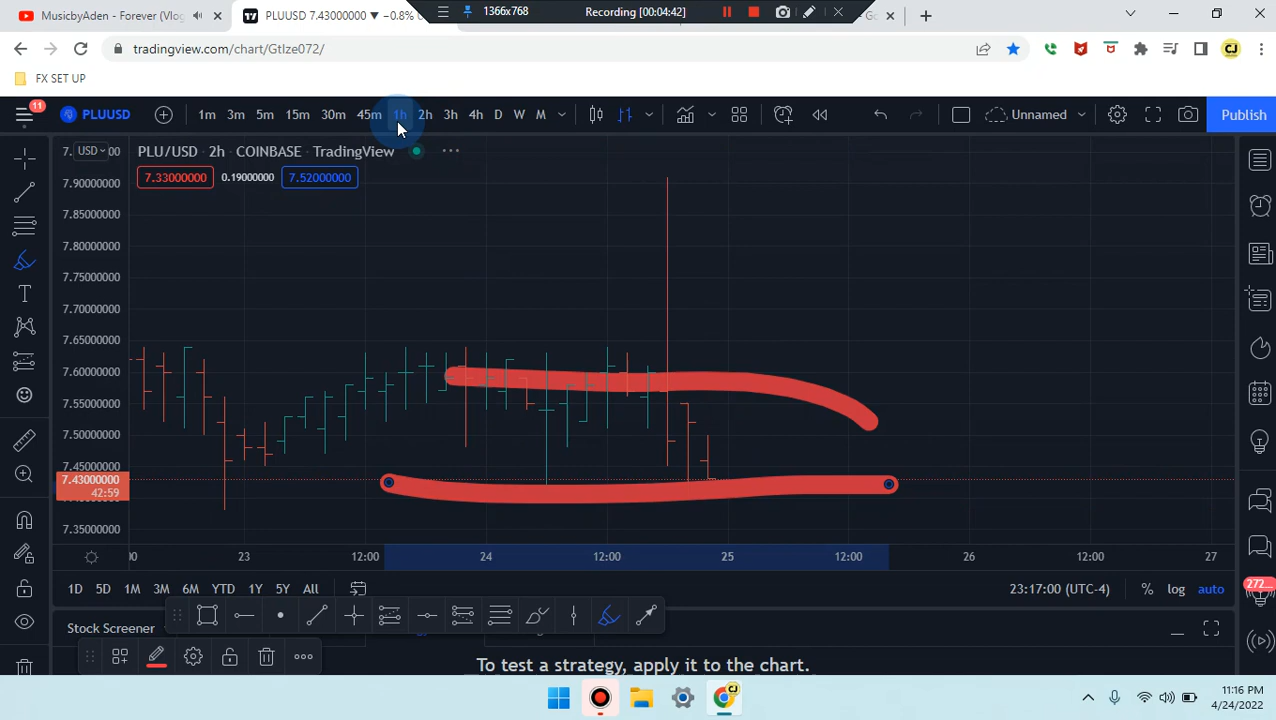 MusicbyAden - Forever (Vlog
PLUUSD 7.43000000 ▼ −0.8%
1366x768
Recording [00:04:42]
tradingview.com/chart/GtIze072/
FX SET UP
11
PLUUSD
1m 3m 5m 15m 30m 45m 1h 2h 3h 4h D W M
Unnamed
Publish
USD
PLU/USD · 2h · COINBASE · TradingView
7.33000000 0.19000000 7.52000000
7.90000000
7.85000000
7.80000000
7.75000000
7.70000000
7.65000000
7.60000000
7.55000000
7.50000000
7.45000000
7.43000000
42:59
7.35000000
23 12:00 24 12:00 25 12:00 26 12:00 27
1D 5D 1M 3M 6M YTD 1Y 5Y All
23:17:00 (UTC-4) % log auto
272...
Stock Screener
To test a strategy, apply it to the chart.
CJ
11:16 PM
4/24/2022